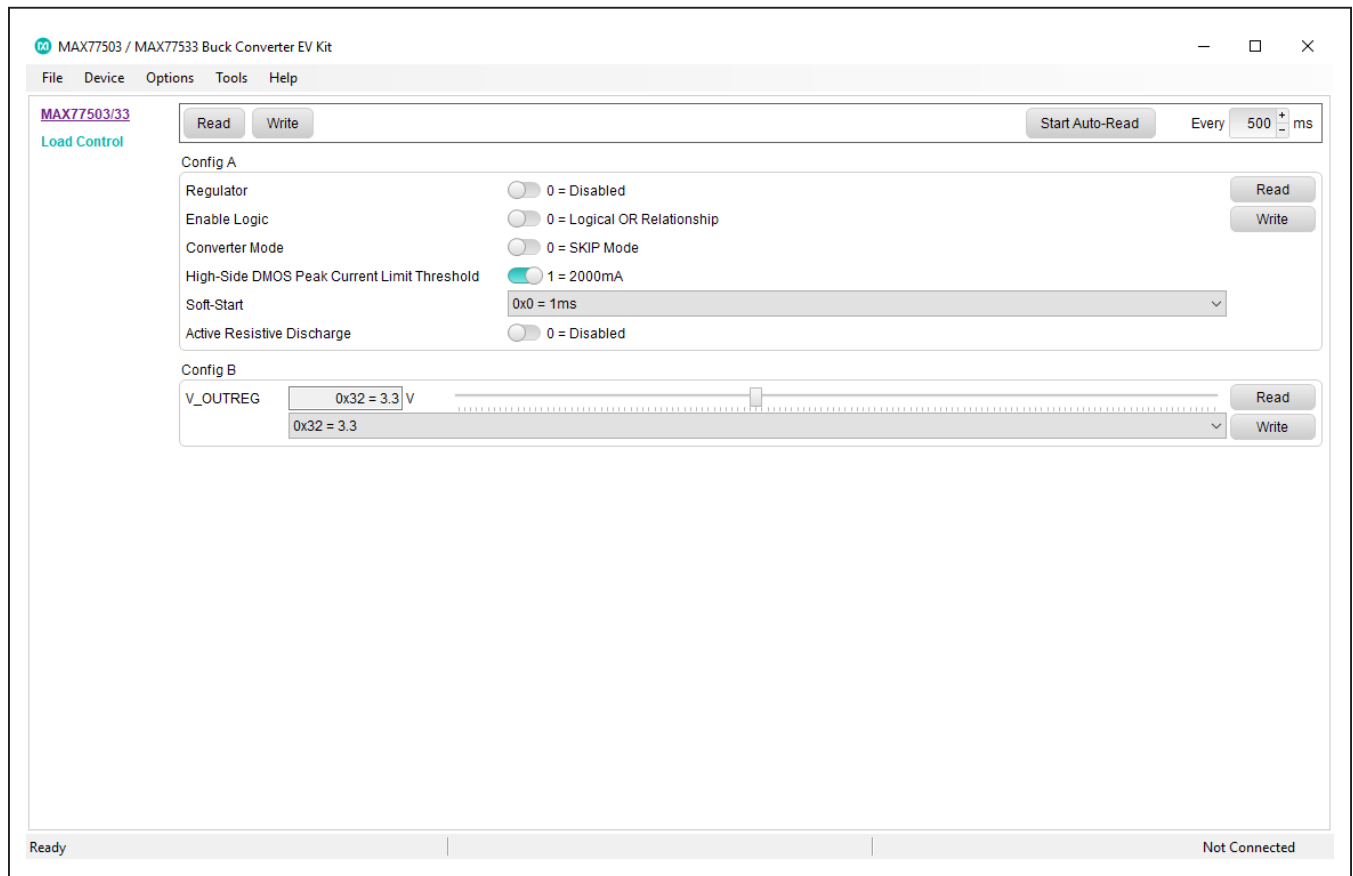 MAX77503 / MAX77533 Buck Converter EV Kit
File Device Options Tools Help
MAX77503/33
Load Control
Read Write Start Auto-Read Every 500 + - ms
Config A
Regulator 0 = Disabled Read
Enable Logic 0 = Logical OR Relationship Write
Converter Mode 0 = SKIP Mode
High-Side DMOS Peak Current Limit Threshold 1 = 2000mA
Soft-Start 0x0 = 1ms
Active Resistive Discharge 0 = Disabled
Config B
V_OUTREG 0x32 = 3.3 V Read
0x32 = 3.3 Write
Ready Not Connected